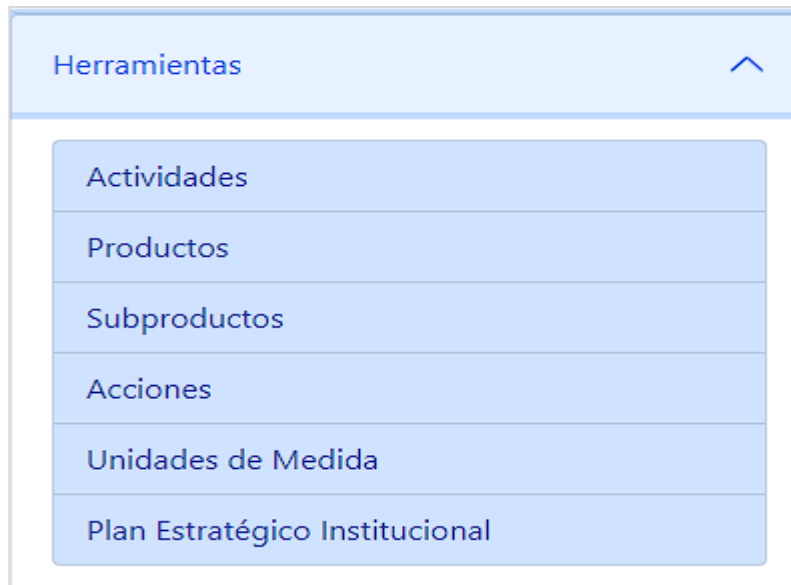 Herramientas
Actividades
Productos
Subproductos
Acciones
Unidades de Medida
Plan Estratégico Institucional